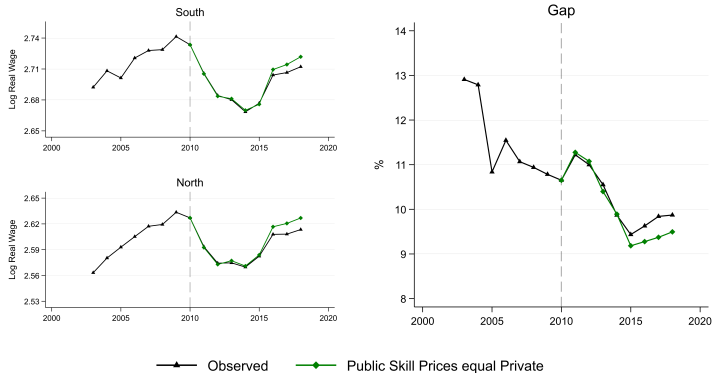 South
Log Real Wage
2.74
2.71
2.68
2.65
2000 2005 2010 2015 2020
North
Log Real Wage
2.65
2.62
2.59
2.56
2.53
2000 2005 2010 2015 2020
Gap
%
14
13
12
11
10
9
8
2000 2005 2010 2015 2020
Observed Public Skill Prices equal Private